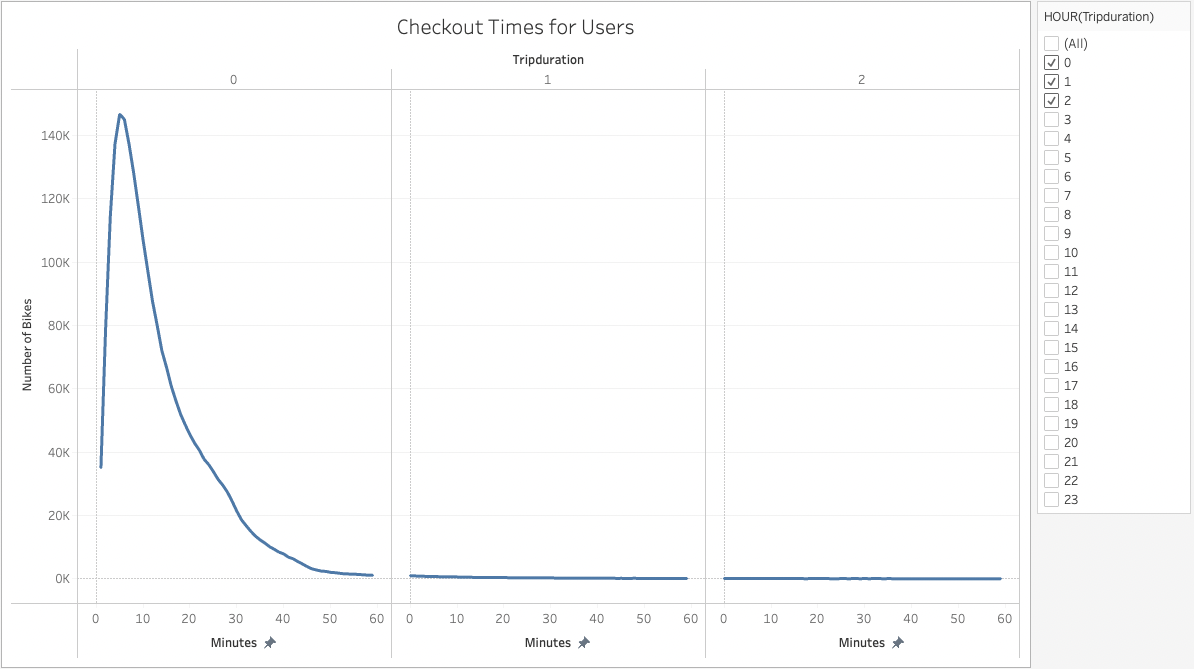 Checkout Times for Users
Tripduration
0 1 2
Number of Bikes
140K
120K
100K
80K
60K
40K
20K
0K
0 10 20 30 40 50 60 0 10 20 30 40 50 60 0 10 20 30 40 50 60
Minutes Minutes Minutes
HOUR(Tripduration)
(All)
0
1
2
3
4
5
6
7
8
9
10
11
12
13
14
15
16
17
18
19
20
21
22
23